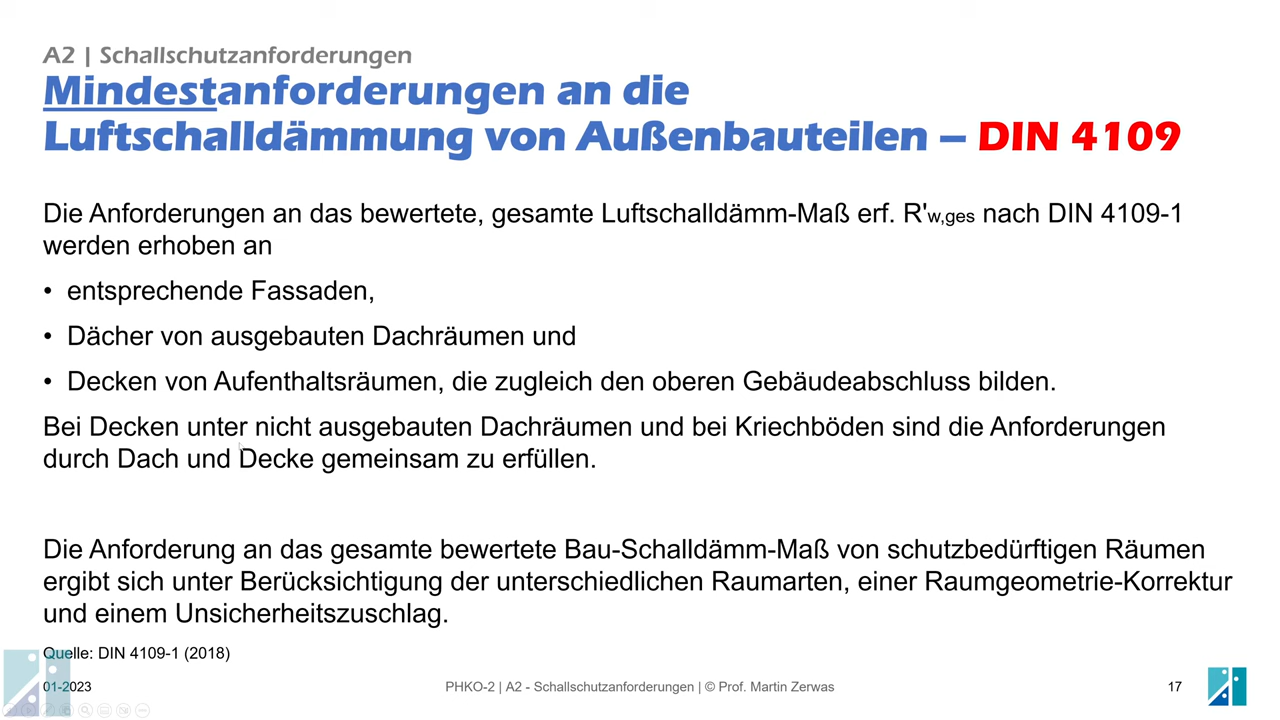 A2 | Schallschutzanforderungen
Mindestanforderungen an die
Luftschalldämmung von Außenbauteilen – DIN 4109
Die Anforderungen an das bewertete, gesamte Luftschalldämm-Maß erf. R'w,ges nach DIN 4109-1
werden erhoben an
• entsprechende Fassaden,
• Dächer von ausgebauten Dachräumen und
• Decken von Aufenthaltsräumen, die zugleich den oberen Gebäudeabschluss bilden.
Bei Decken unter nicht ausgebauten Dachräumen und bei Kriechböden sind die Anforderungen
durch Dach und Decke gemeinsam zu erfüllen.
Die Anforderung an das gesamte bewertete Bau-Schalldämm-Maß von schutzbedürftigen Räumen
ergibt sich unter Berücksichtigung der unterschiedlichen Raumarten, einer Raumgeometrie-Korrektur
und einem Unsicherheitszuschlag.
Quelle: DIN 4109-1 (2018)
01-2023
PHKO-2 | A2 - Schallschutzanforderungen | © Prof. Martin Zerwas
17